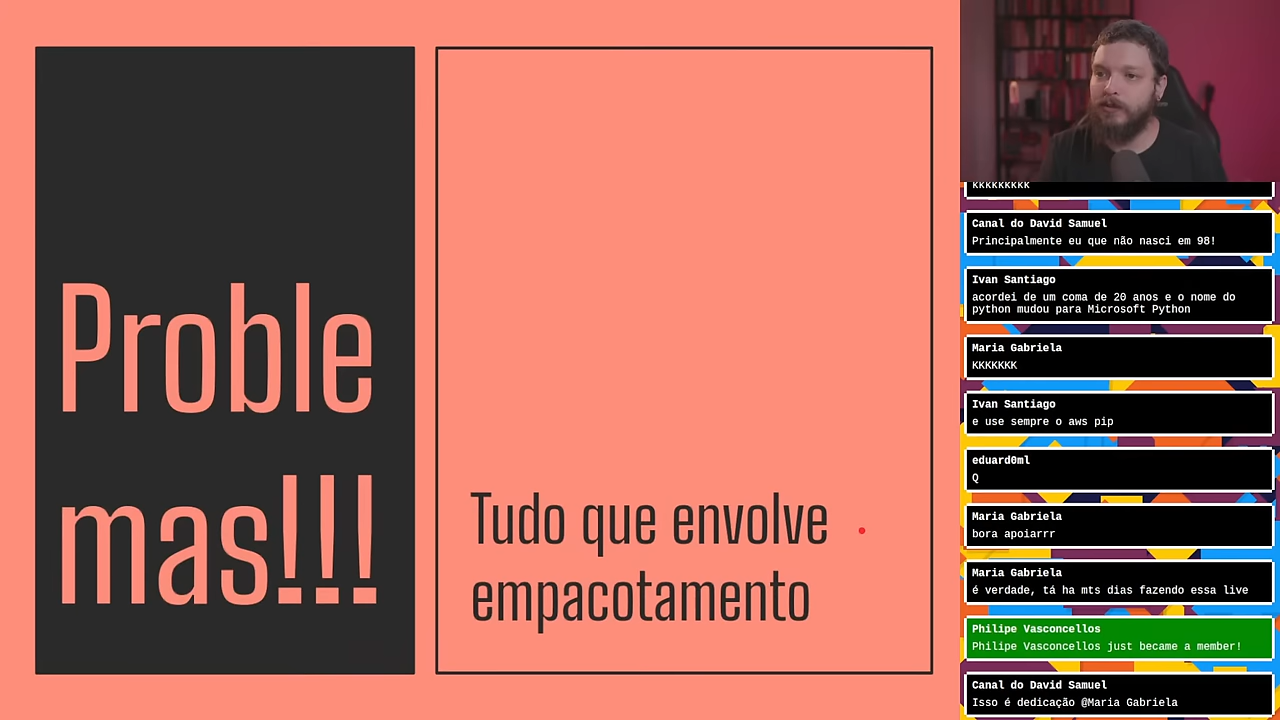 Proble
mas!!!
Tudo que envolve
empacotamento
KKKKKKKKK
Canal do David Samuel
Principalmente eu que não nasci em 98!
Ivan Santiago
acordei de um coma de 20 anos e o nome do
python mudou para Microsoft Python
Maria Gabriela
KKKKKKK
Ivan Santiago
e use sempre o aws pip
eduard0ml
Q
Maria Gabriela
bora apoiarrr
Maria Gabriela
é verdade, tá ha mts dias fazendo essa live
Philipe Vasconcellos
Philipe Vasconcellos just became a member!
Canal do David Samuel
Isso é dedicação @Maria Gabriela